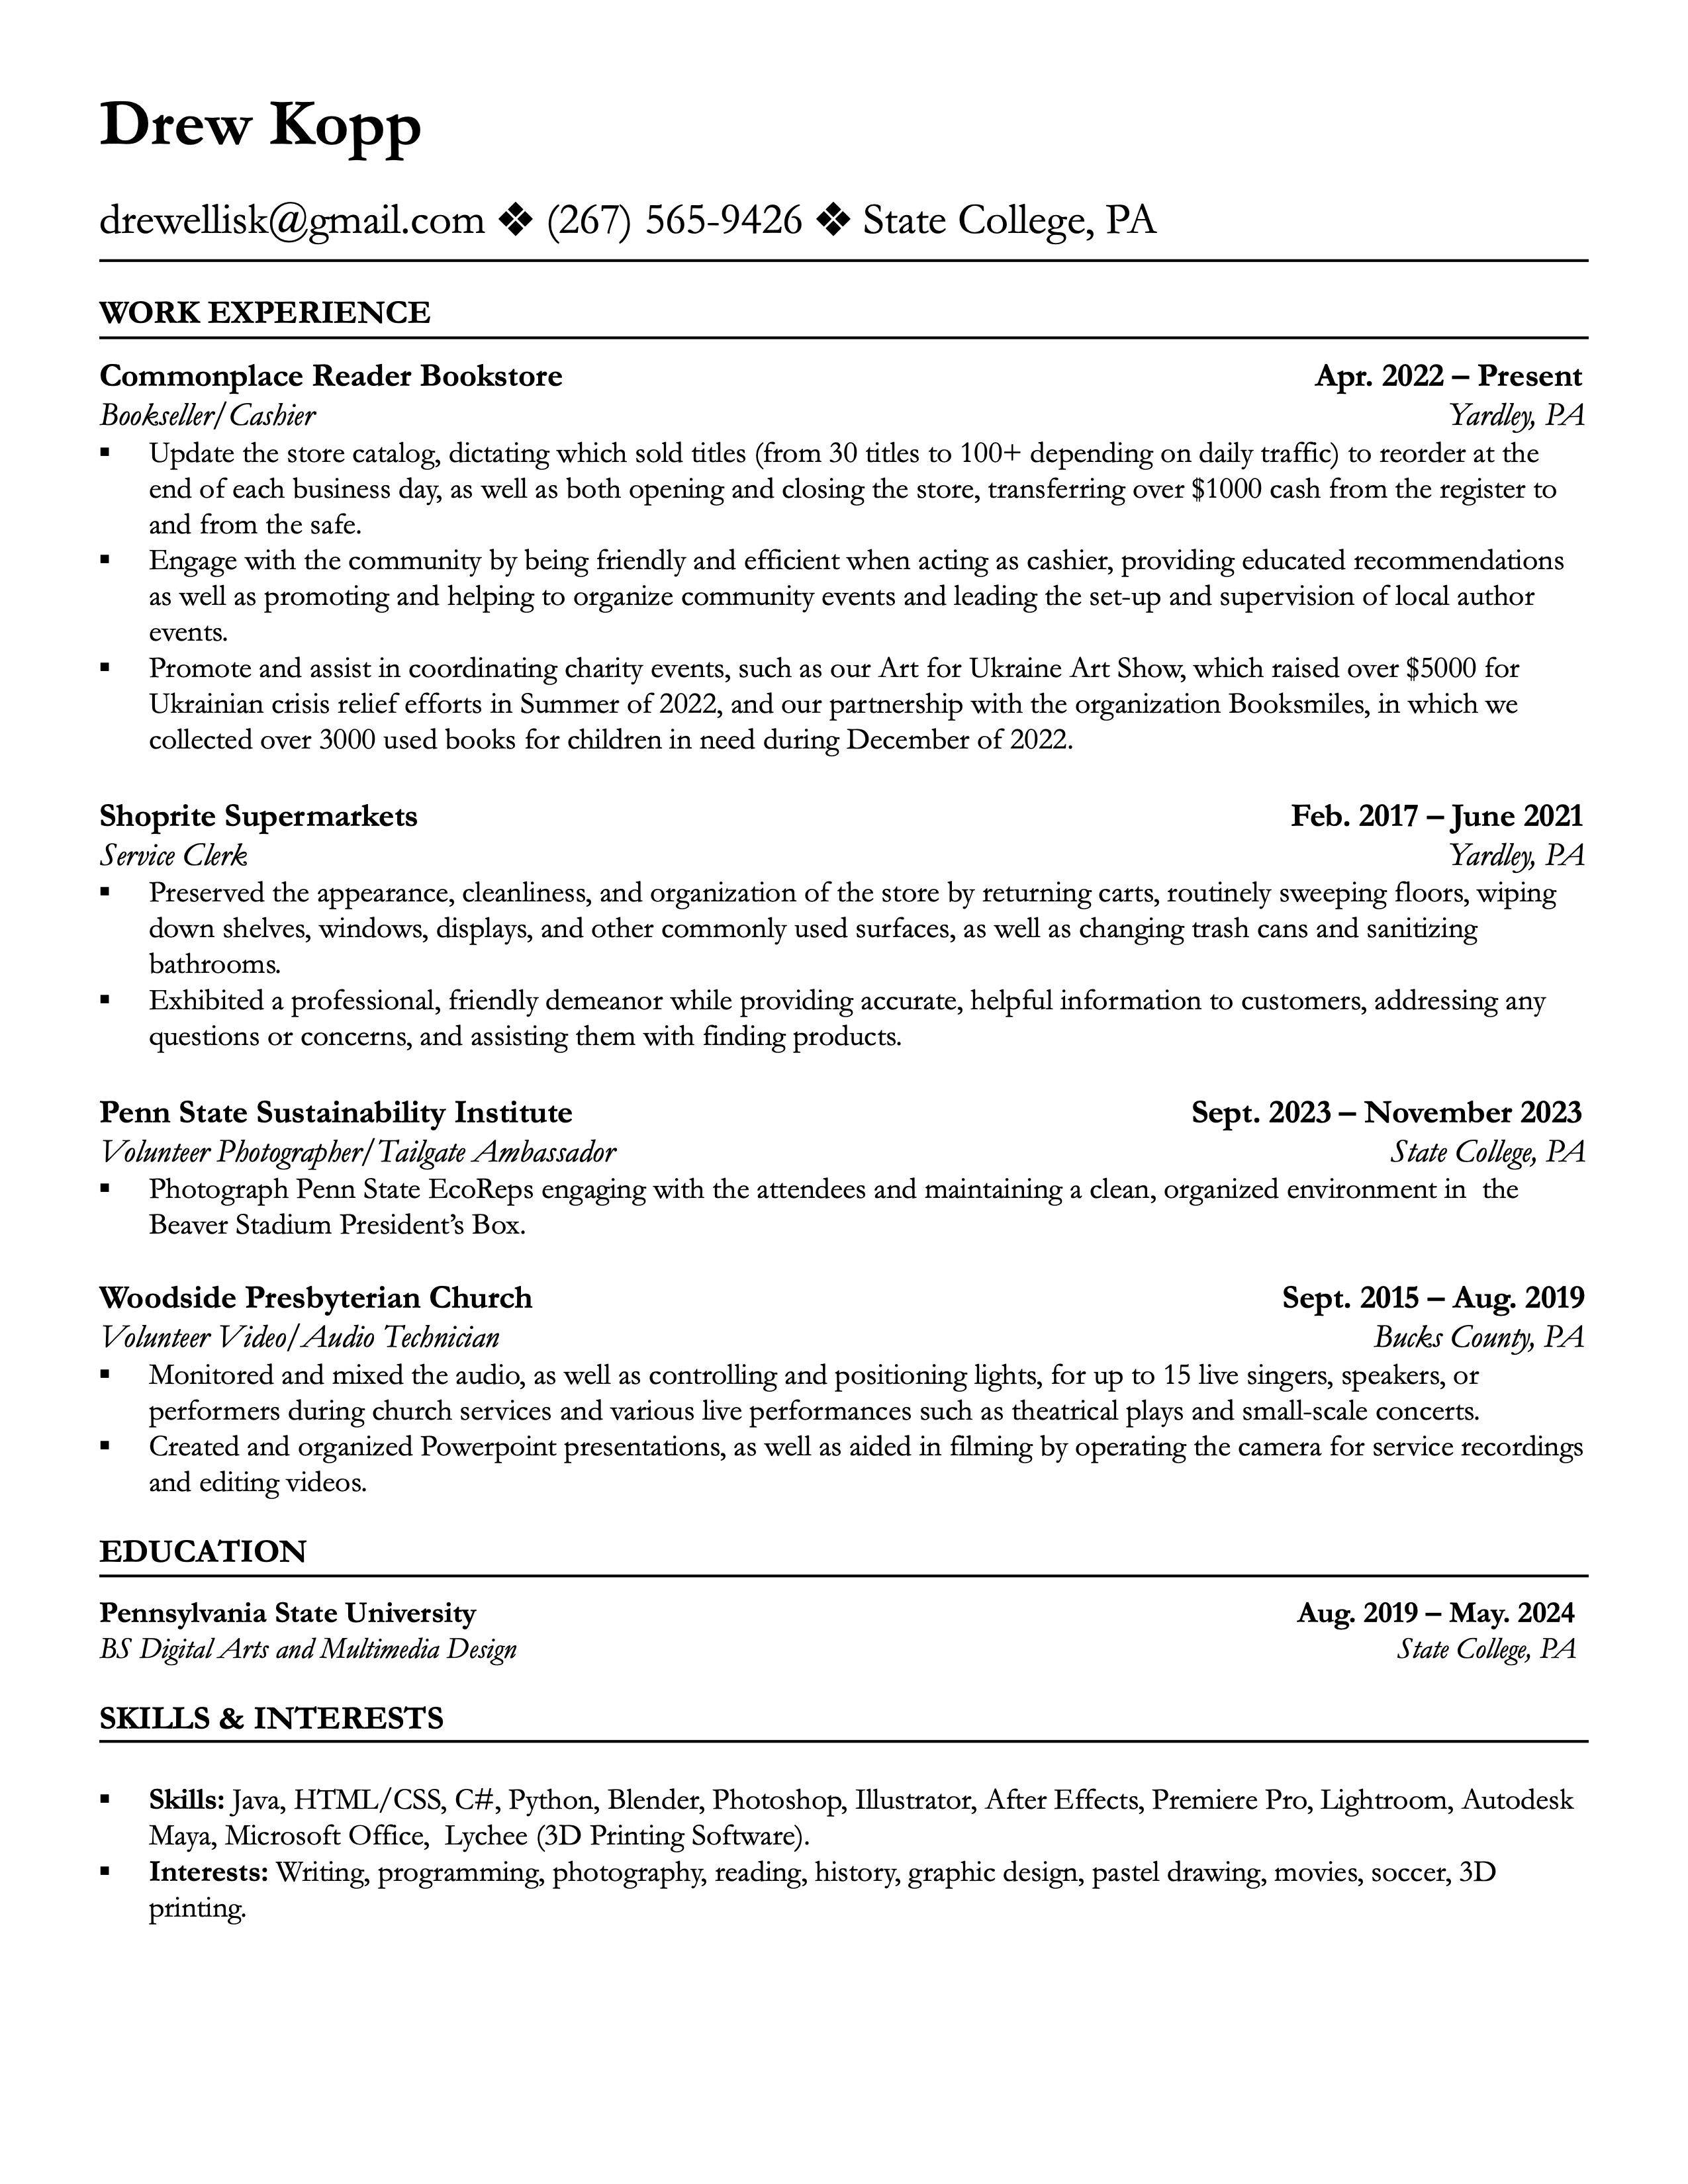 Drew Kopp
drewellisk@gmail.com ❖ (267) 565-9426 ❖ State College, PA
WORK EXPERIENCE
Commonplace Reader Bookstore Apr. 2022 – Present
Bookseller/Cashier Yardley, PA
▪ Update the store catalog, dictating which sold titles (from 30 titles to 100+ depending on daily traffic) to reorder at the
end of each business day, as well as both opening and closing the store, transferring over $1000 cash from the register to
and from the safe.
▪ Engage with the community by being friendly and efficient when acting as cashier, providing educated recommendations
as well as promoting and helping to organize community events and leading the set-up and supervision of local author
events.
▪ Promote and assist in coordinating charity events, such as our Art for Ukraine Art Show, which raised over $5000 for
Ukrainian crisis relief efforts in Summer of 2022, and our partnership with the organization Booksmiles, in which we
collected over 3000 used books for children in need during December of 2022.
Shoprite Supermarkets Feb. 2017 – June 2021
Service Clerk Yardley, PA
▪ Preserved the appearance, cleanliness, and organization of the store by returning carts, routinely sweeping floors, wiping
down shelves, windows, displays, and other commonly used surfaces, as well as changing trash cans and sanitizing
bathrooms.
▪ Exhibited a professional, friendly demeanor while providing accurate, helpful information to customers, addressing any
questions or concerns, and assisting them with finding products.
Penn State Sustainability Institute Sept. 2023 – November 2023
Volunteer Photographer/Tailgate Ambassador State College, PA
▪ Photograph Penn State EcoReps engaging with the attendees and maintaining a clean, organized environment in  the
Beaver Stadium President’s Box.
Woodside Presbyterian Church Sept. 2015 – Aug. 2019
Volunteer Video/Audio Technician Bucks County, PA
▪ Monitored and mixed the audio, as well as controlling and positioning lights, for up to 15 live singers, speakers, or
performers during church services and various live performances such as theatrical plays and small-scale concerts.
▪ Created and organized Powerpoint presentations, as well as aided in filming by operating the camera for service recordings
and editing videos.
EDUCATION
Pennsylvania State University Aug. 2019 – May. 2024
BS Digital Arts and Multimedia Design State College, PA
SKILLS & INTERESTS
▪ Skills: Java, HTML/CSS, C#, Python, Blender, Photoshop, Illustrator, After Effects, Premiere Pro, Lightroom, Autodesk
Maya, Microsoft Office,  Lychee (3D Printing Software).
▪ Interests: Writing, programming, photography, reading, history, graphic design, pastel drawing, movies, soccer, 3D
printing.